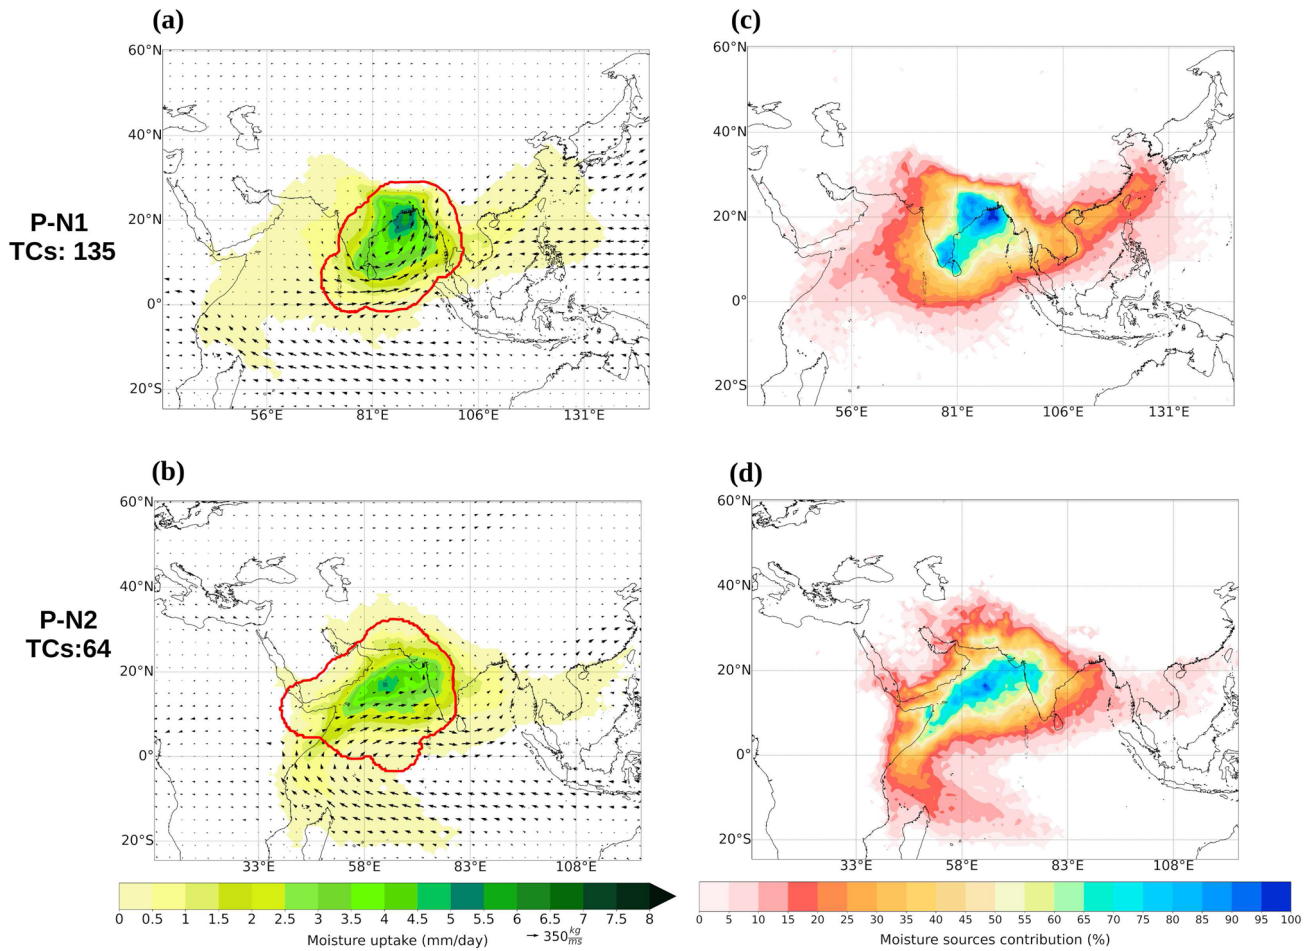 (a)
(c)
60°N
40°N
20°N
0°
20°S
56°E 81°E 106°E 131°E
60°N
40°N
20°N
0°
20°S
56°E 81°E 106°E 131°E
P-N1
TCs: 135
(b)
(d)
60°N
40°N
20°N
0°
20°S
33°E 58°E 83°E 108°E
60°N
40°N
20°N
0°
20°S
33°E 58°E 83°E 108°E
P-N2
TCs:64
0 0.5 1 1.5 2 2.5 3 3.5 4 4.5 5 5.5 6 6.5 7 7.5 8
Moisture uptake (mm/day) → 350 kg/ms
0 5 10 15 20 25 30 35 40 45 50 55 60 65 70 75 80 85 90 95 100
Moisture sources contribution (%)